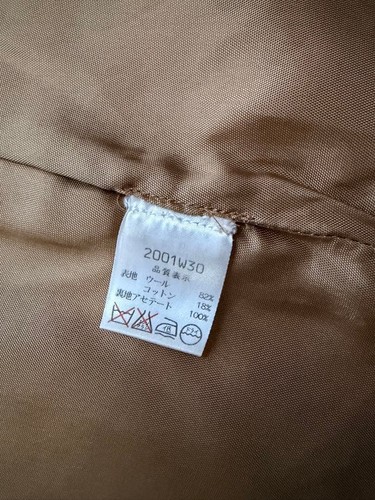 2001W30
品質表示
表地 ウール 82%
コットン 18%
裏地アセテート 100%